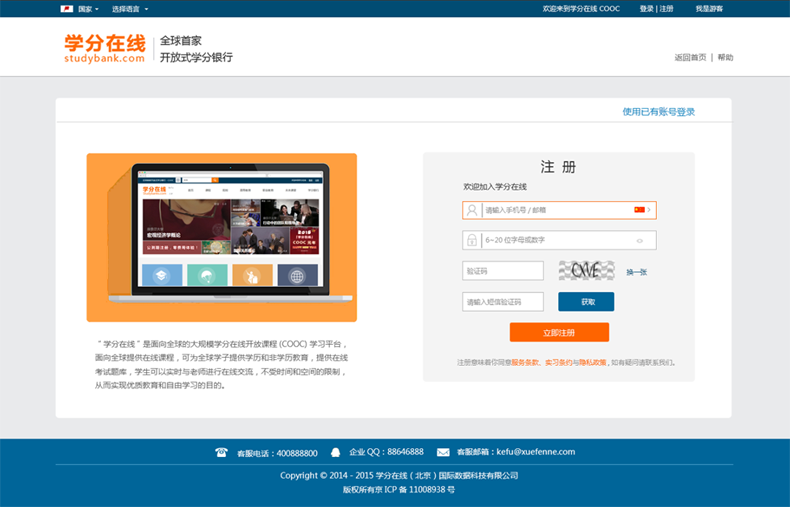 国家 选择语言 欢迎来到学分在线 COOC 登录 | 注册 我是游客
学分在线
studybank.com
全球首家
开放式学分银行
返回首页 | 帮助
使用已有账号登录
学分在线
宏观经济学概论
注 册
欢迎加入学分在线
请输入手机号 / 邮箱
6~20 位字母或数字
验证码
换一张
请输入短信验证码
获取
立即注册
注册意味着你同意服务条款、实习条约与隐私政策 , 如有疑问请联系我们。
“学分在线”是面向全球的大规模学分在线开放课程 (COOC) 学习平台，
面向全球提供在线课程，可为全球学子提供学历和非学历教育，提供在线
考试题库，学生可以实时与老师进行在线交流，不受时间和空间的限制，
从而实现优质教育和自由学习的目的。
客服电话：400888800 企业 QQ：88646888 客服邮箱：kefu@xuefenne.com
Copyright © 2014 - 2015 学分在线（北京）国际数据科技有限公司
版权所有京 ICP 备 11008938 号